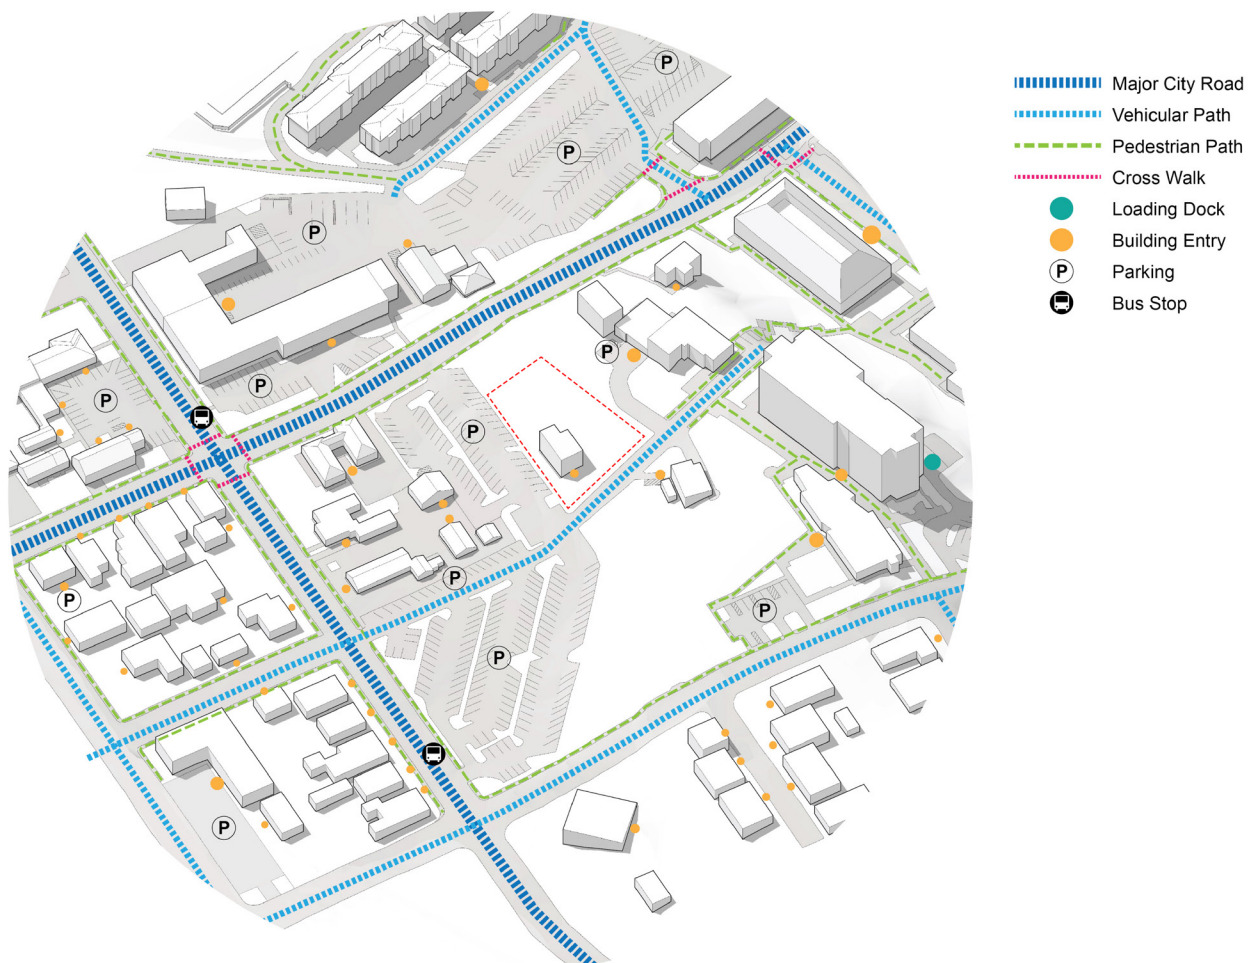 P
P
P
P
P
P
P
P
P
P
P
P
Major City Road
Vehicular Path
Pedestrian Path
Cross Walk
Loading Dock
Building Entry
P Parking
Bus Stop